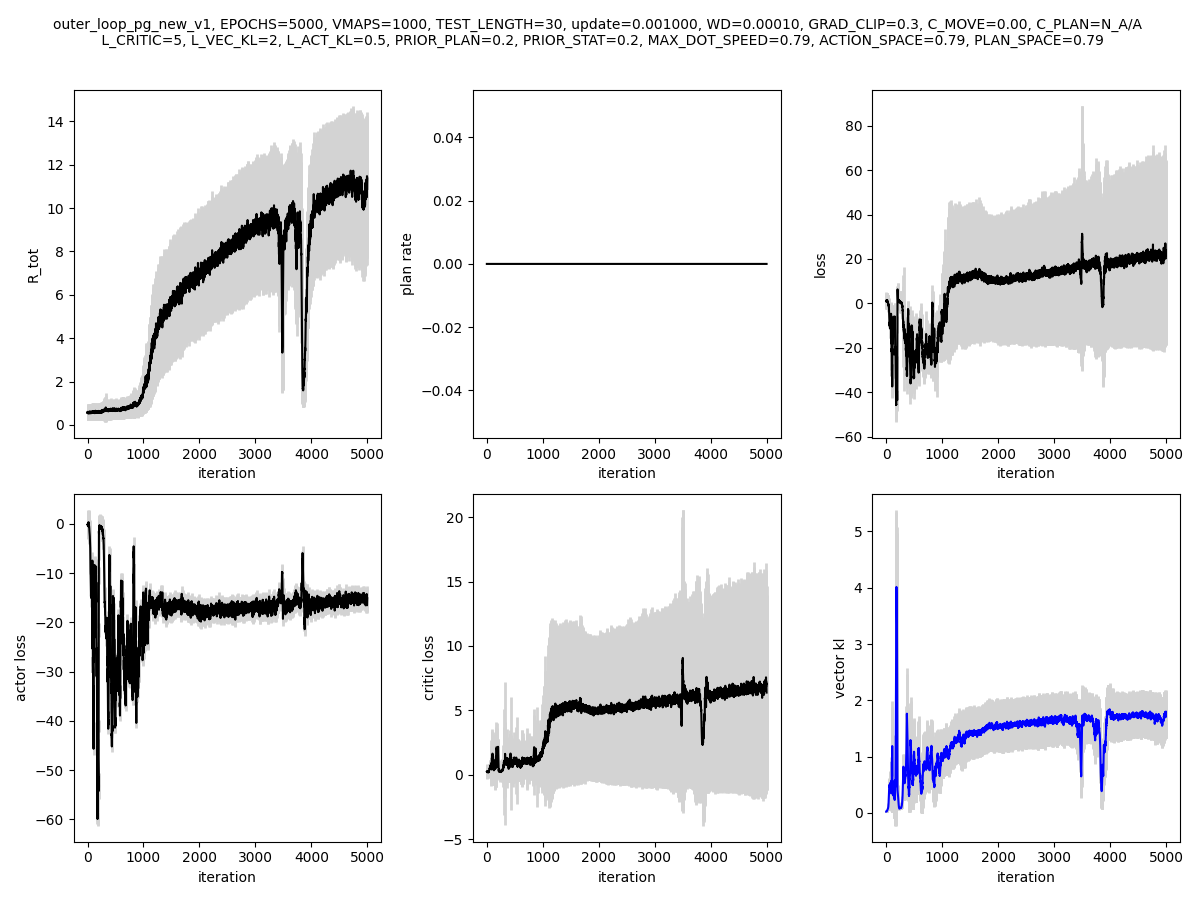 outer_loop_pg_new_v1, EPOCHS=5000, VMAPS=1000, TEST_LENGTH=30, update=0.001000, WD=0.00010, GRAD_CLIP=0.3, C_MOVE=0.00, C_PLAN=N_A/A
L_CRITIC=5, L_VEC_KL=2, L_ACT_KL=0.5, PRIOR_PLAN=0.2, PRIOR_STAT=0.2, MAX_DOT_SPEED=0.79, ACTION_SPACE=0.79, PLAN_SPACE=0.79
R_tot
14
12
10
8
6
4
2
0
0 1000 2000 3000 4000 5000
iteration
plan rate
0.04
0.02
0.00
−0.02
−0.04
0 1000 2000 3000 4000 5000
iteration
loss
80
60
40
20
0
−20
−40
−60
0 1000 2000 3000 4000 5000
iteration
actor loss
0
−10
−20
−30
−40
−50
−60
0 1000 2000 3000 4000 5000
iteration
critic loss
20
15
10
5
0
−5
0 1000 2000 3000 4000 5000
iteration
vector kl
5
4
3
2
1
0
0 1000 2000 3000 4000 5000
iteration